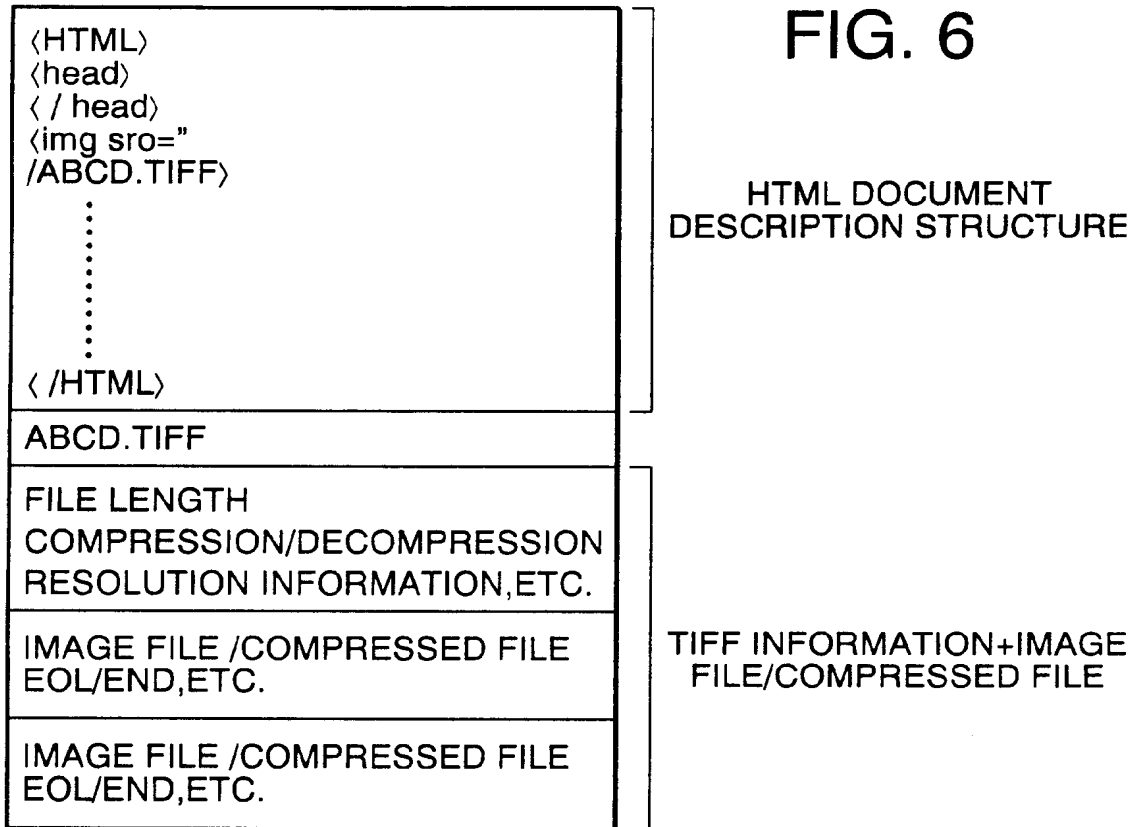 FIG. 6
〈HTML〉
〈head〉
〈 / head〉
〈img sro="
/ABCD.TIFF〉
〈 /HTML〉
HTML DOCUMENT
DESCRIPTION STRUCTURE
ABCD.TIFF
FILE LENGTH
COMPRESSION/DECOMPRESSION
RESOLUTION INFORMATION,ETC.
IMAGE FILE /COMPRESSED FILE
EOL/END,ETC.
IMAGE FILE /COMPRESSED FILE
EOL/END,ETC.
TIFF INFORMATION+IMAGE
FILE/COMPRESSED FILE